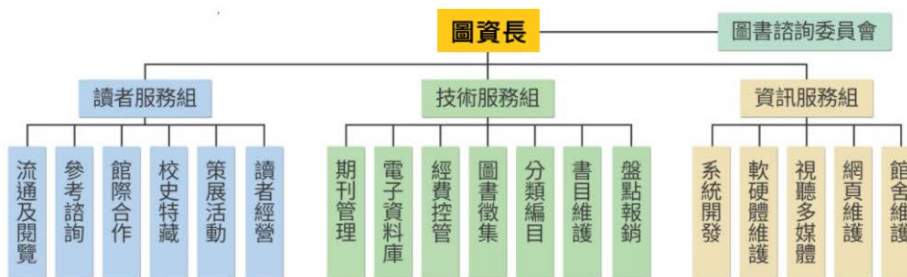 圖資長
圖書諮詢委員會
讀者服務組
技術服務組
資訊服務組
流通及閱覽
參考諮詢
館際合作
校史特藏
策展活動
讀者經營
期刊管理
電子資料庫
經費控管
圖書徵集
分類編目
書目維護
盤點報銷
系統開發
軟硬體維護
視聽多媒體
網頁維護
館舍維護